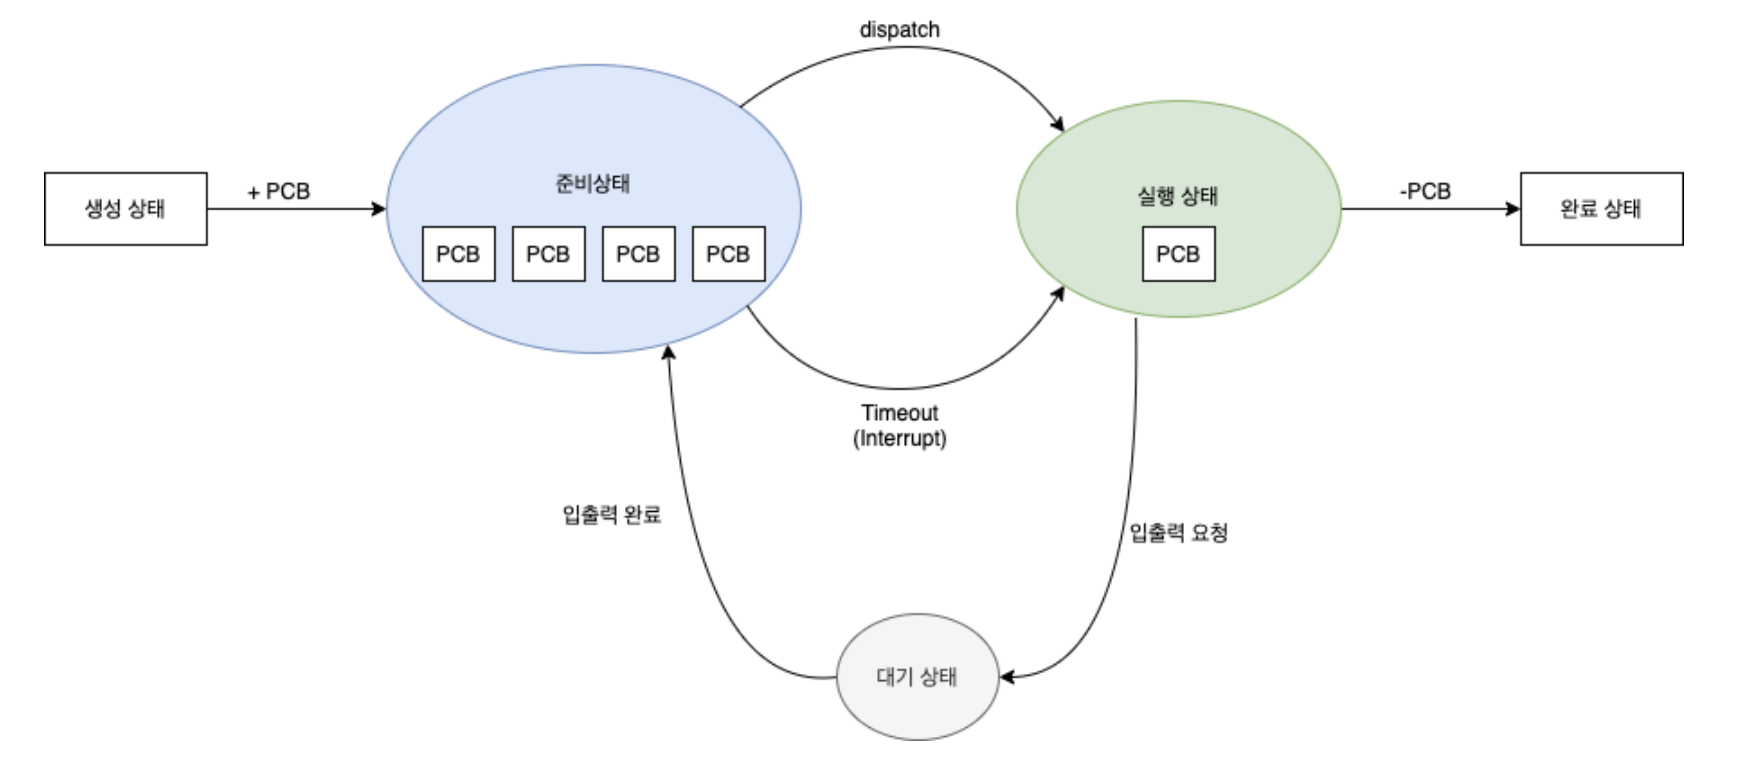 dispatch
생성 상태
+ PCB
준비상태
PCB
PCB
PCB
PCB
실행 상태
PCB
-PCB
완료 상태
Timeout
(Interrupt)
입출력 완료
입출력 요청
대기 상태